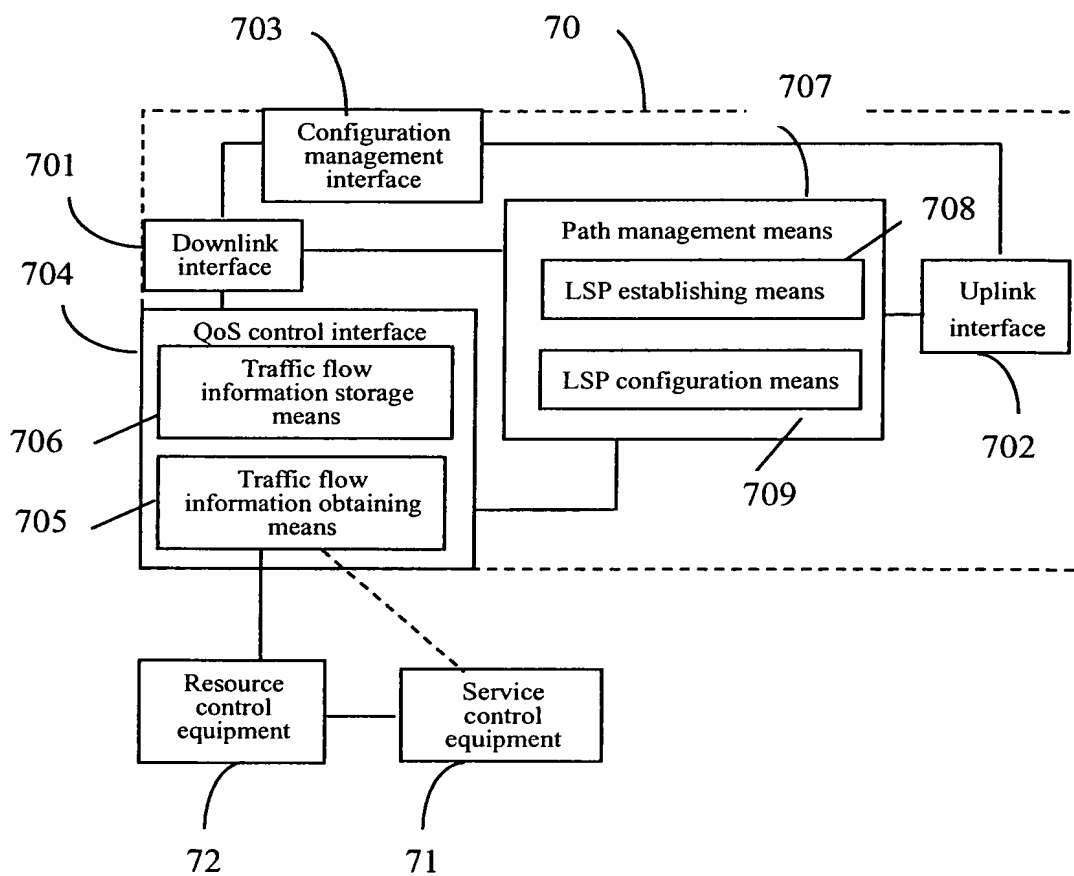 703
70
707
Configuration
management
interface
701
708
Path management means
Downlink
interface
LSP establishing means
Uplink
interface
704
QoS control interface
Traffic flow
information storage
means
LSP configuration means
706
702
709
Traffic flow
information obtaining
means
705
Resource
control
equipment
Service
control
equipment
72
71